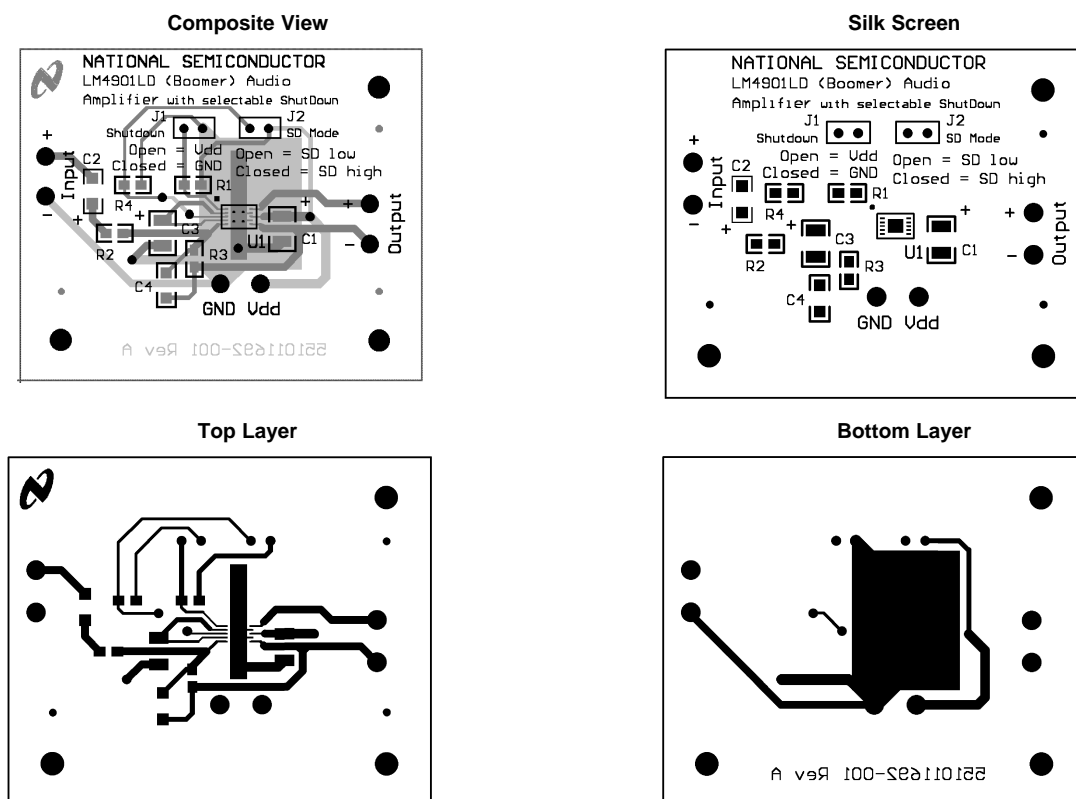 Composite View
NATIONAL SEMICONDUCTOR
LM4901LD (Boomer) Audio
Amplifier with selectable ShutDown
J1
J2
Shutdown
SD Mode
Open = Vdd
Open = SD low
Closed = GND
Closed = SD high
+
Input
-
C2
R4
R1
+
R2
+
C3
R3
C4
U1
+
C1
+
Output
-
GND Vdd
551011692-001 Rev A
Silk Screen
NATIONAL SEMICONDUCTOR
LM4901LD (Boomer) Audio
Amplifier with selectable ShutDown
J1
J2
Shutdown
SD Mode
Open = Vdd
Open = SD low
Closed = GND
Closed = SD high
+
Input
-
C2
R4
R1
+
R2
+
C3
R3
C4
U1
+
C1
+
Output
-
GND Vdd
Top Layer
Bottom Layer
551011692-001 Rev A